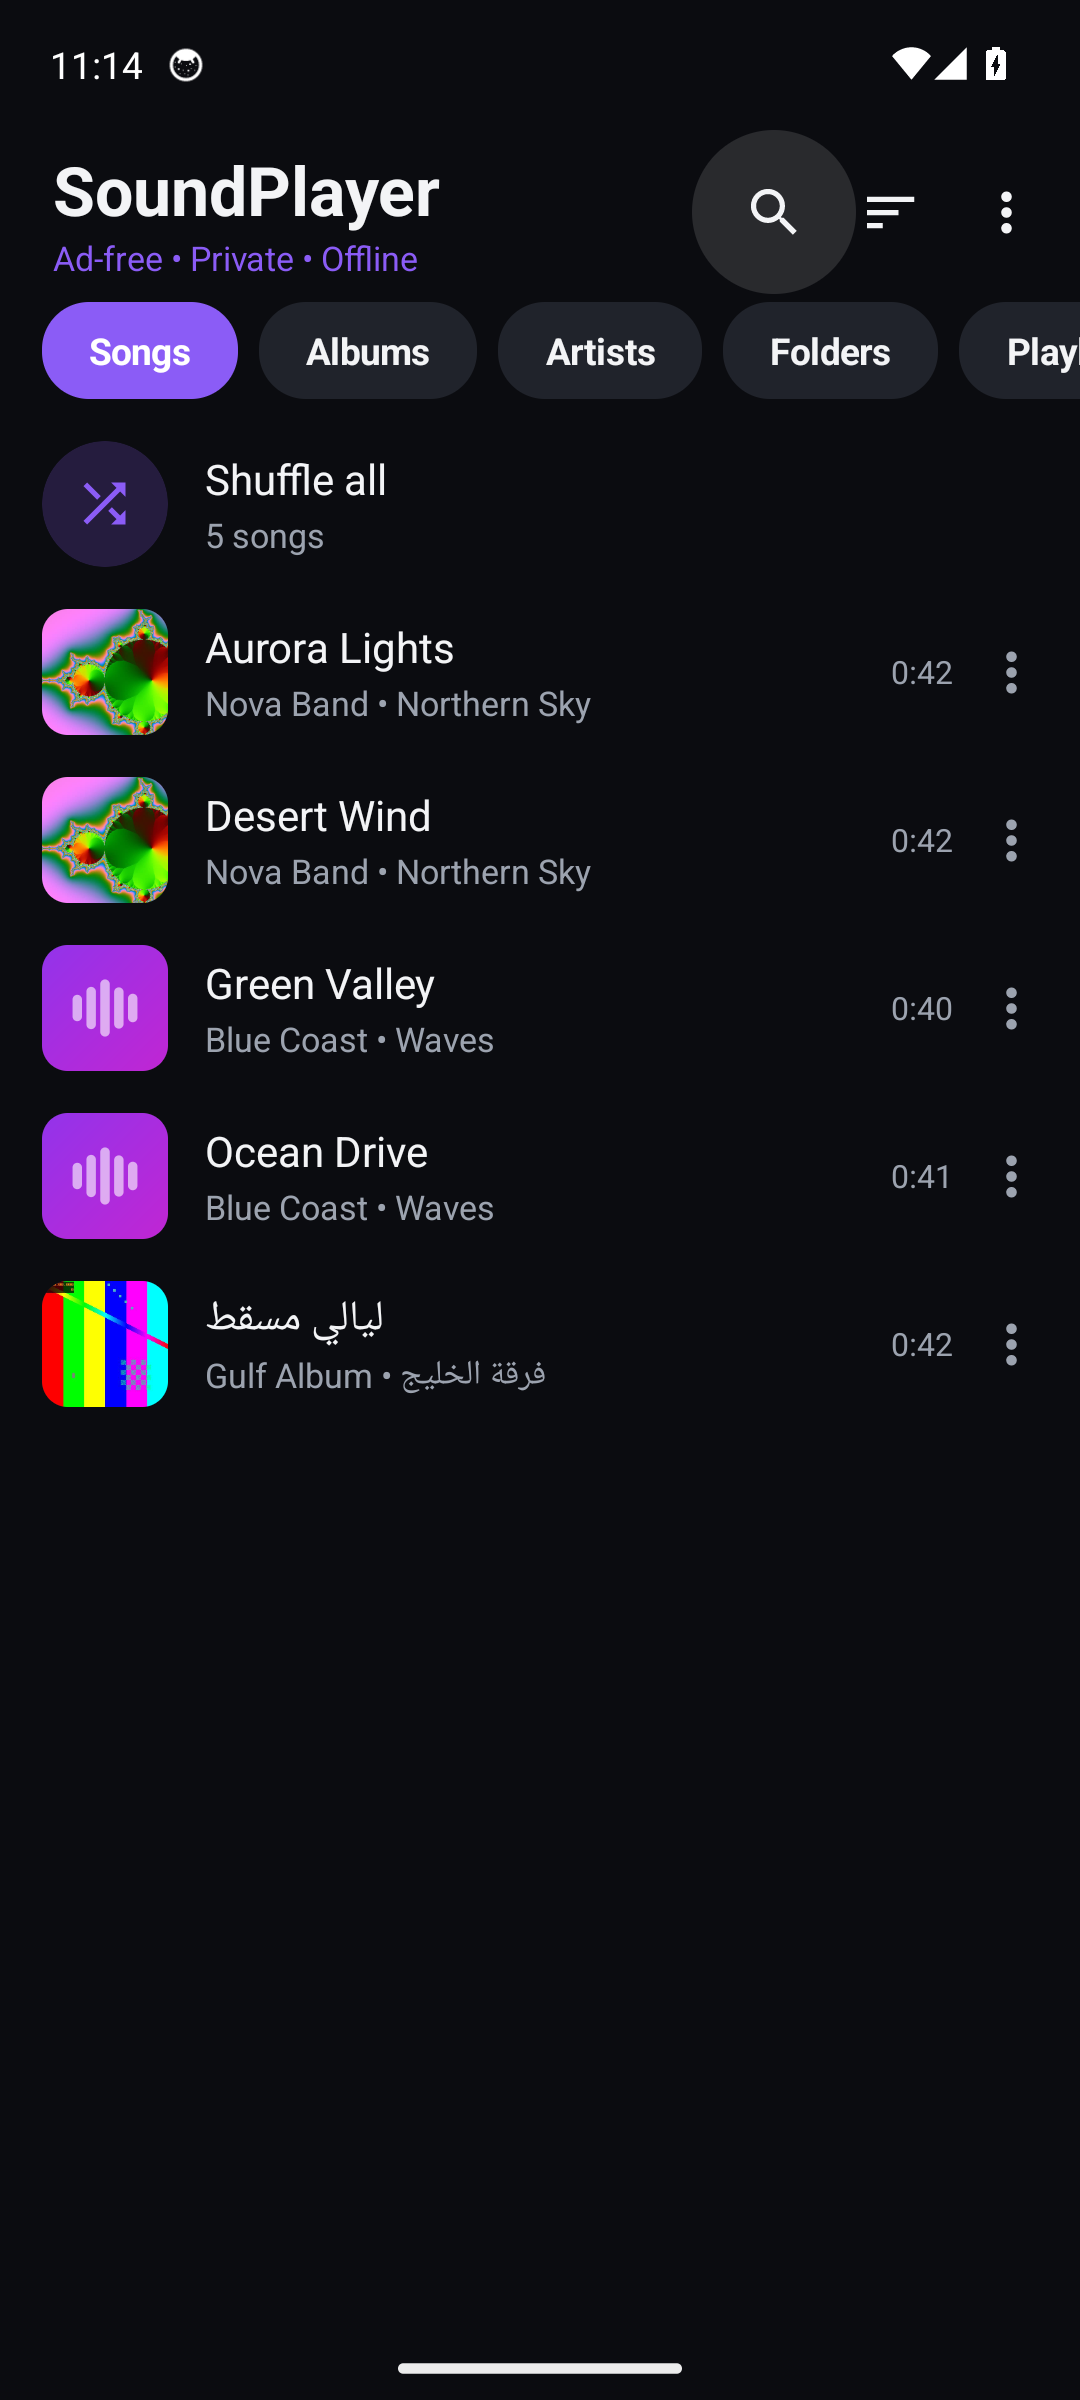 11:14
SoundPlayer
Ad-free • Private • Offline
Songs Albums Artists Folders
Shuffle all
5 songs
Aurora Lights
Nova Band • Northern Sky
0:42
Desert Wind
Nova Band • Northern Sky
0:42
Green Valley
Blue Coast • Waves
0:40
Ocean Drive
Blue Coast • Waves
0:41
ليالي مسقط
Gulf Album • فرقة الخليج
0:42